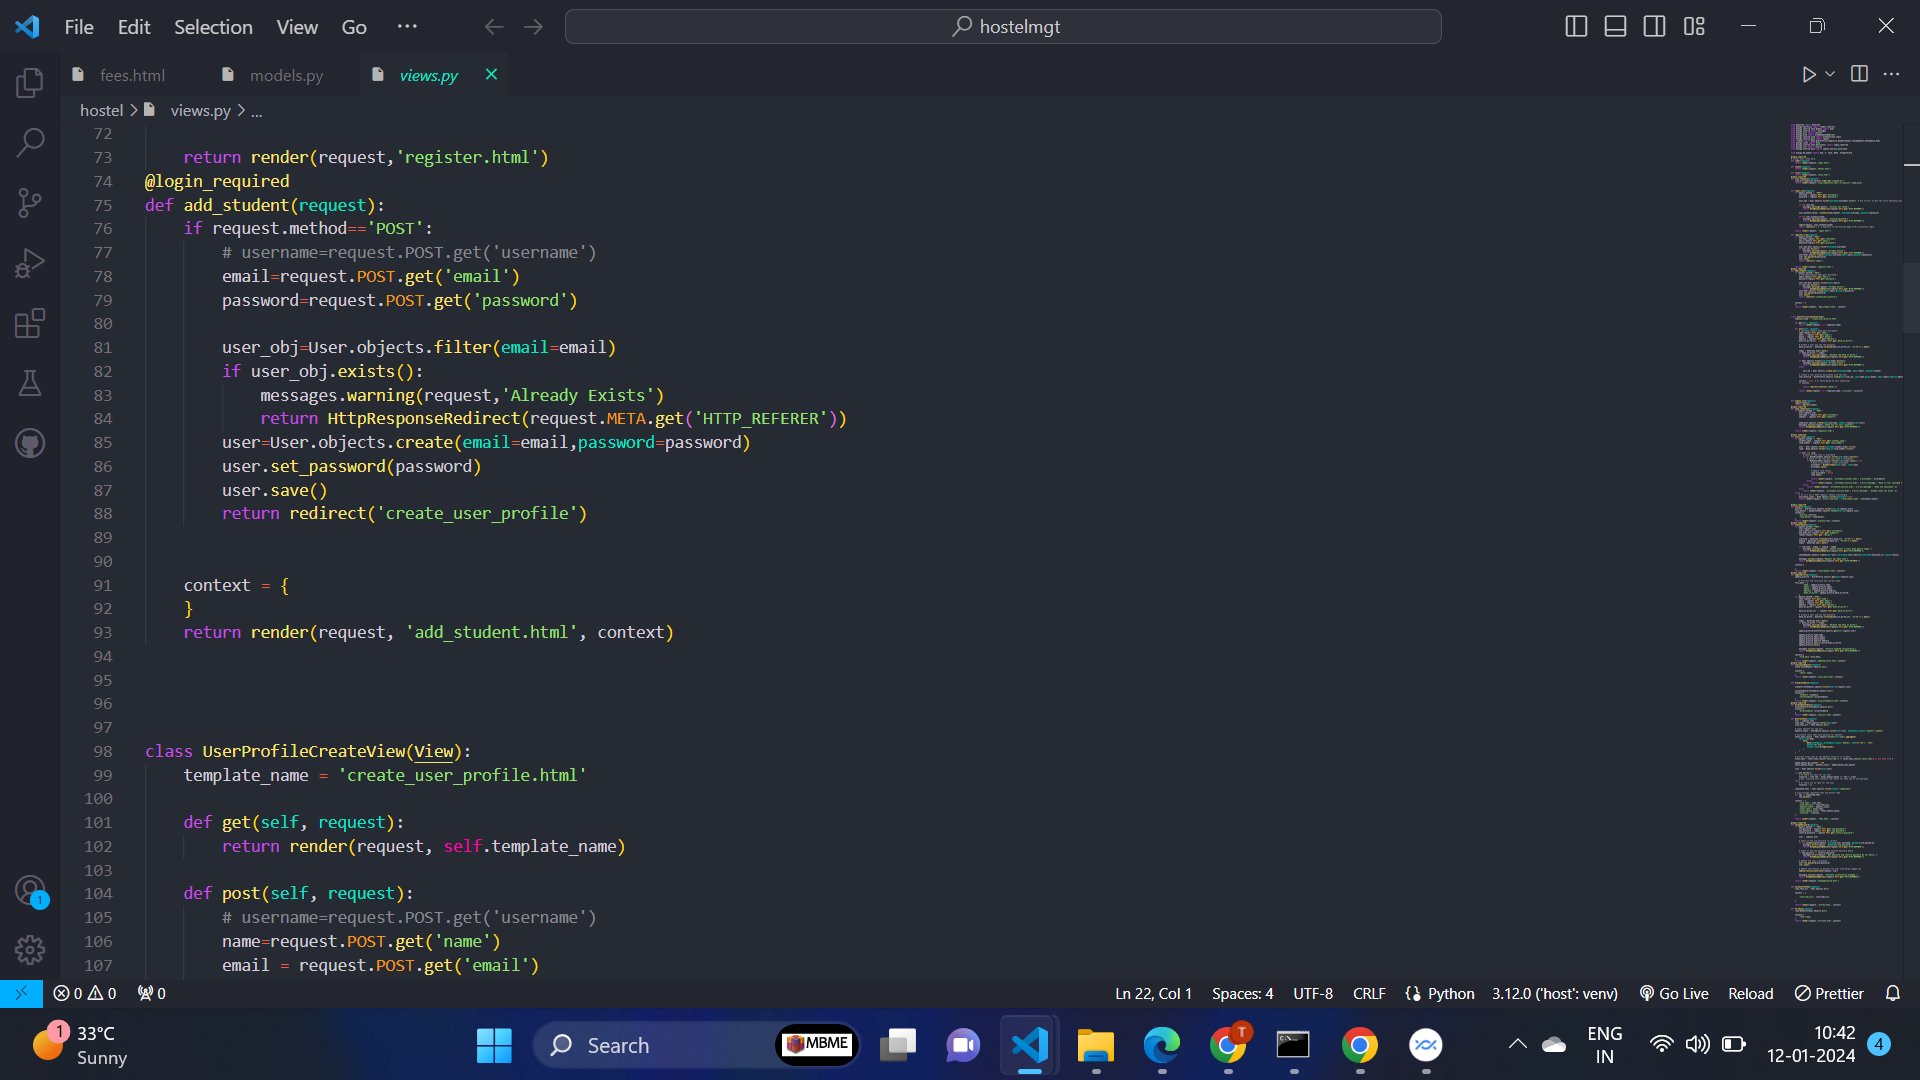 File Edit Selection View Go ···
hostelmgt
fees.html models.py views.py
hostel > views.py > ...
72
73 return render(request,'register.html')
74 @login_required
75 def add_student(request):
76 if request.method=='POST':
77 # username=request.POST.get('username')
78 email=request.POST.get('email')
79 password=request.POST.get('password')
80
81 user_obj=User.objects.filter(email=email)
82 if user_obj.exists():
83 messages.warning(request,'Already Exists')
84 return HttpResponseRedirect(request.META.get('HTTP_REFERER'))
85 user=User.objects.create(email=email,password=password)
86 user.set_password(password)
87 user.save()
88 return redirect('create_user_profile')
89
90
91 context = {
92 }
93 return render(request, 'add_student.html', context)
94
95
96
97
98 class UserProfileCreateView(View):
99 template_name = 'create_user_profile.html'
100
101 def get(self, request):
102 return render(request, self.template_name)
103
104 def post(self, request):
105 # username=request.POST.get('username')
106 name=request.POST.get('name')
107 email = request.POST.get('email')
1
0 0 0 Ln 22, Col 1 Spaces: 4 UTF-8 CRLF Python 3.12.0 ('host': venv) Go Live Reload Prettier
1 33°C
Sunny
Search MBME
T
ENG
IN
10:42
12-01-2024
4